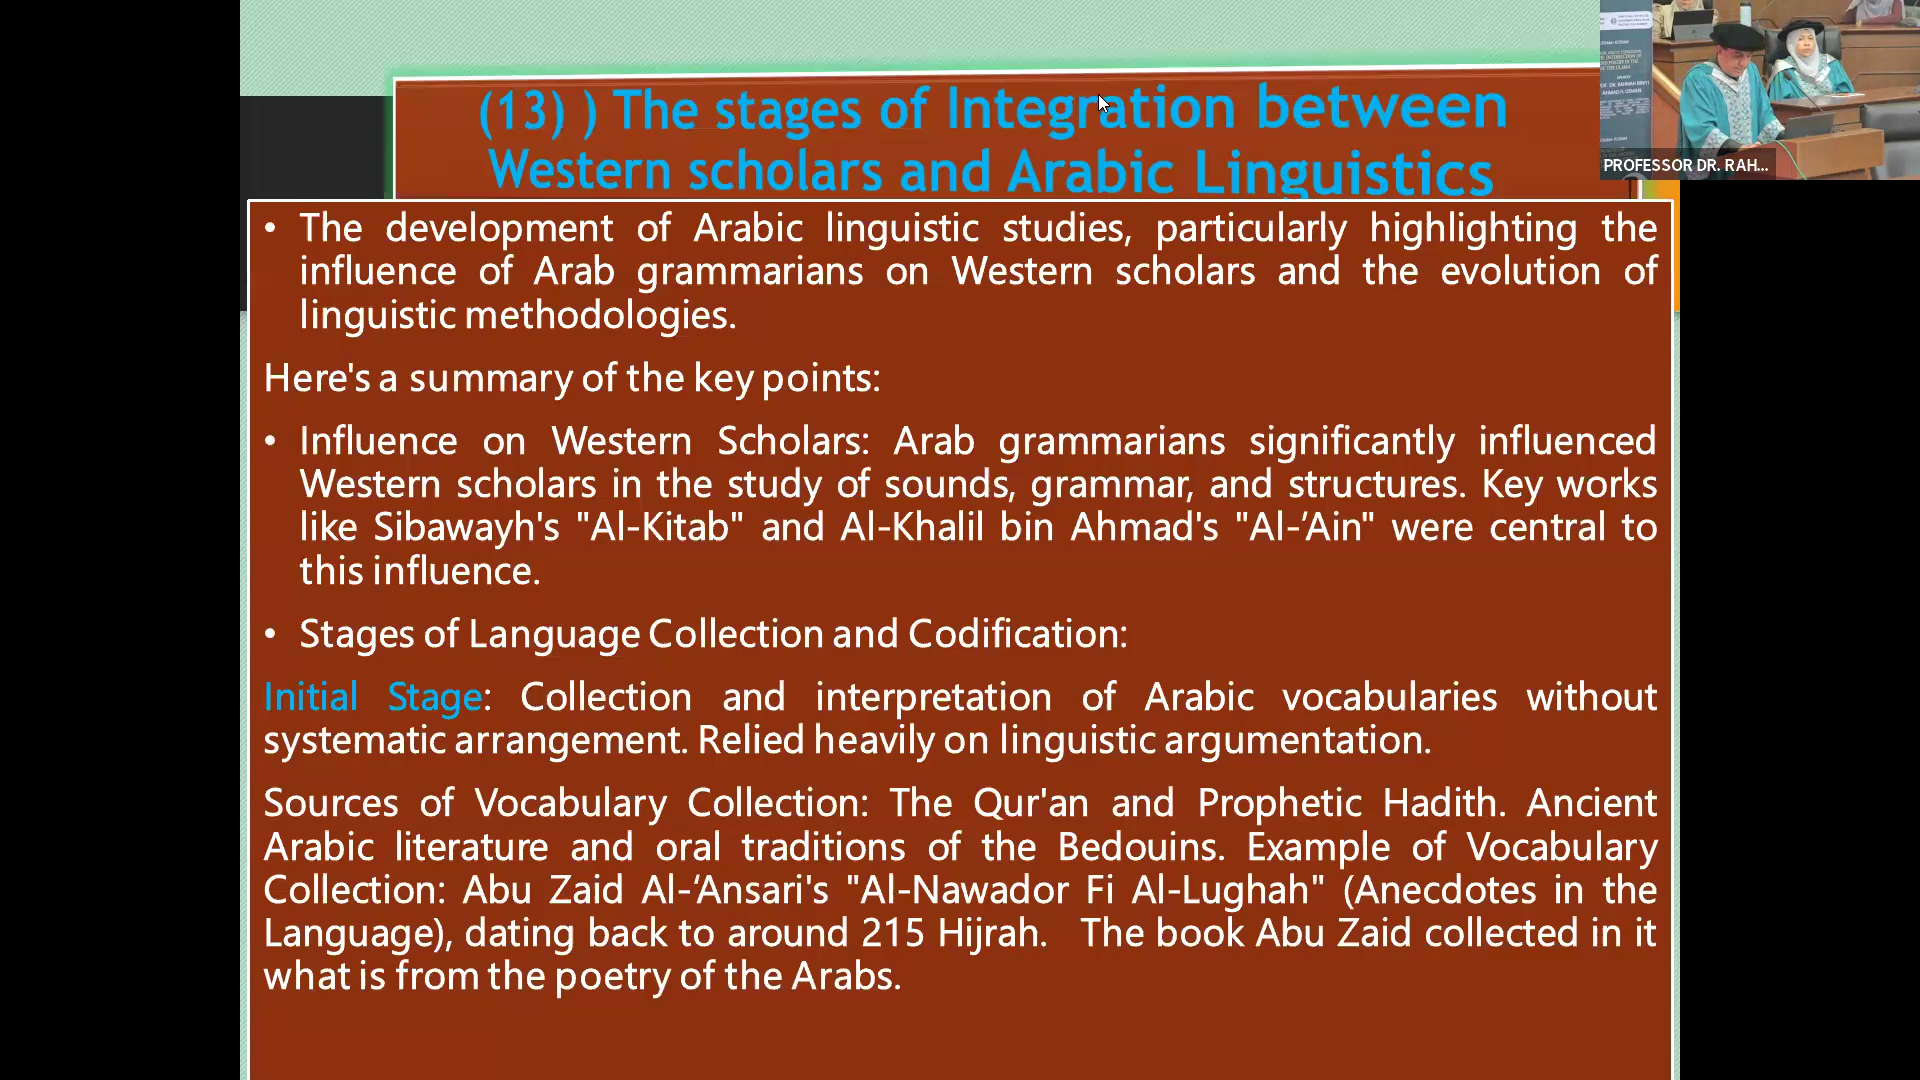 (13) ) The stages of Integration between
Western scholars and Arabic Linguistics
PROFESSOR DR. RAH...
• The development of Arabic linguistic studies, particularly highlighting the
influence of Arab grammarians on Western scholars and the evolution of
linguistic methodologies.
Here's a summary of the key points:
• Influence on Western Scholars: Arab grammarians significantly influenced
Western scholars in the study of sounds, grammar, and structures. Key works
like Sibawayh's "Al-Kitab" and Al-Khalil bin Ahmad's "Al-’Ain" were central to
this influence.
• Stages of Language Collection and Codification:
Initial Stage: Collection and interpretation of Arabic vocabularies without
systematic arrangement. Relied heavily on linguistic argumentation.
Sources of Vocabulary Collection: The Qur'an and Prophetic Hadith. Ancient
Arabic literature and oral traditions of the Bedouins. Example of Vocabulary
Collection: Abu Zaid Al-‘Ansari's "Al-Nawador Fi Al-Lughah" (Anecdotes in the
Language), dating back to around 215 Hijrah. The book Abu Zaid collected in it
what is from the poetry of the Arabs.